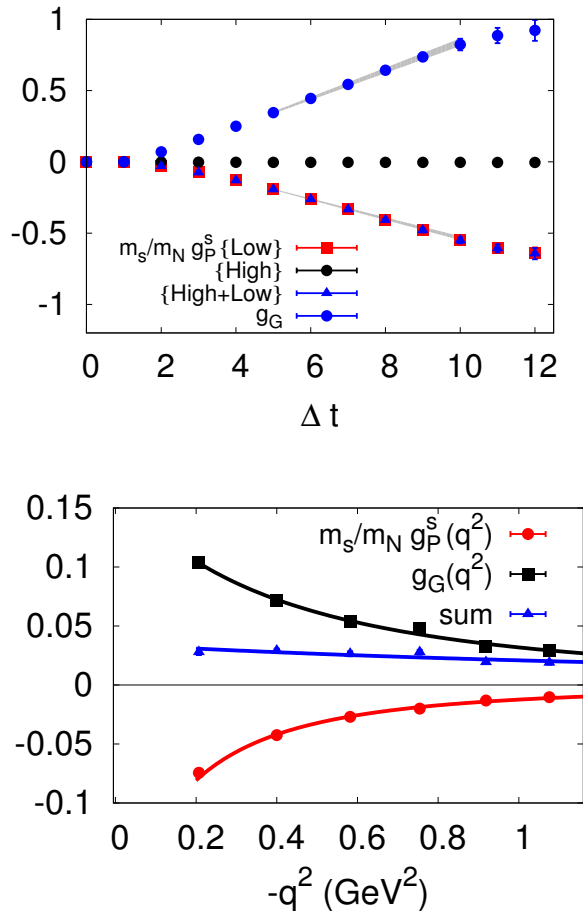 1
0.5
0
-0.5
-1
m_s/m_N g_P^s {Low}
{High}
{High+Low}
g_G
0 2 4 6 8 10 12
Δ t
0.15
0.1
0.05
0
-0.05
-0.1
m_s/m_N g_P^s (q^2)
g_G(q^2)
sum
0 0.2 0.4 0.6 0.8 1
-q^2 (GeV^2)